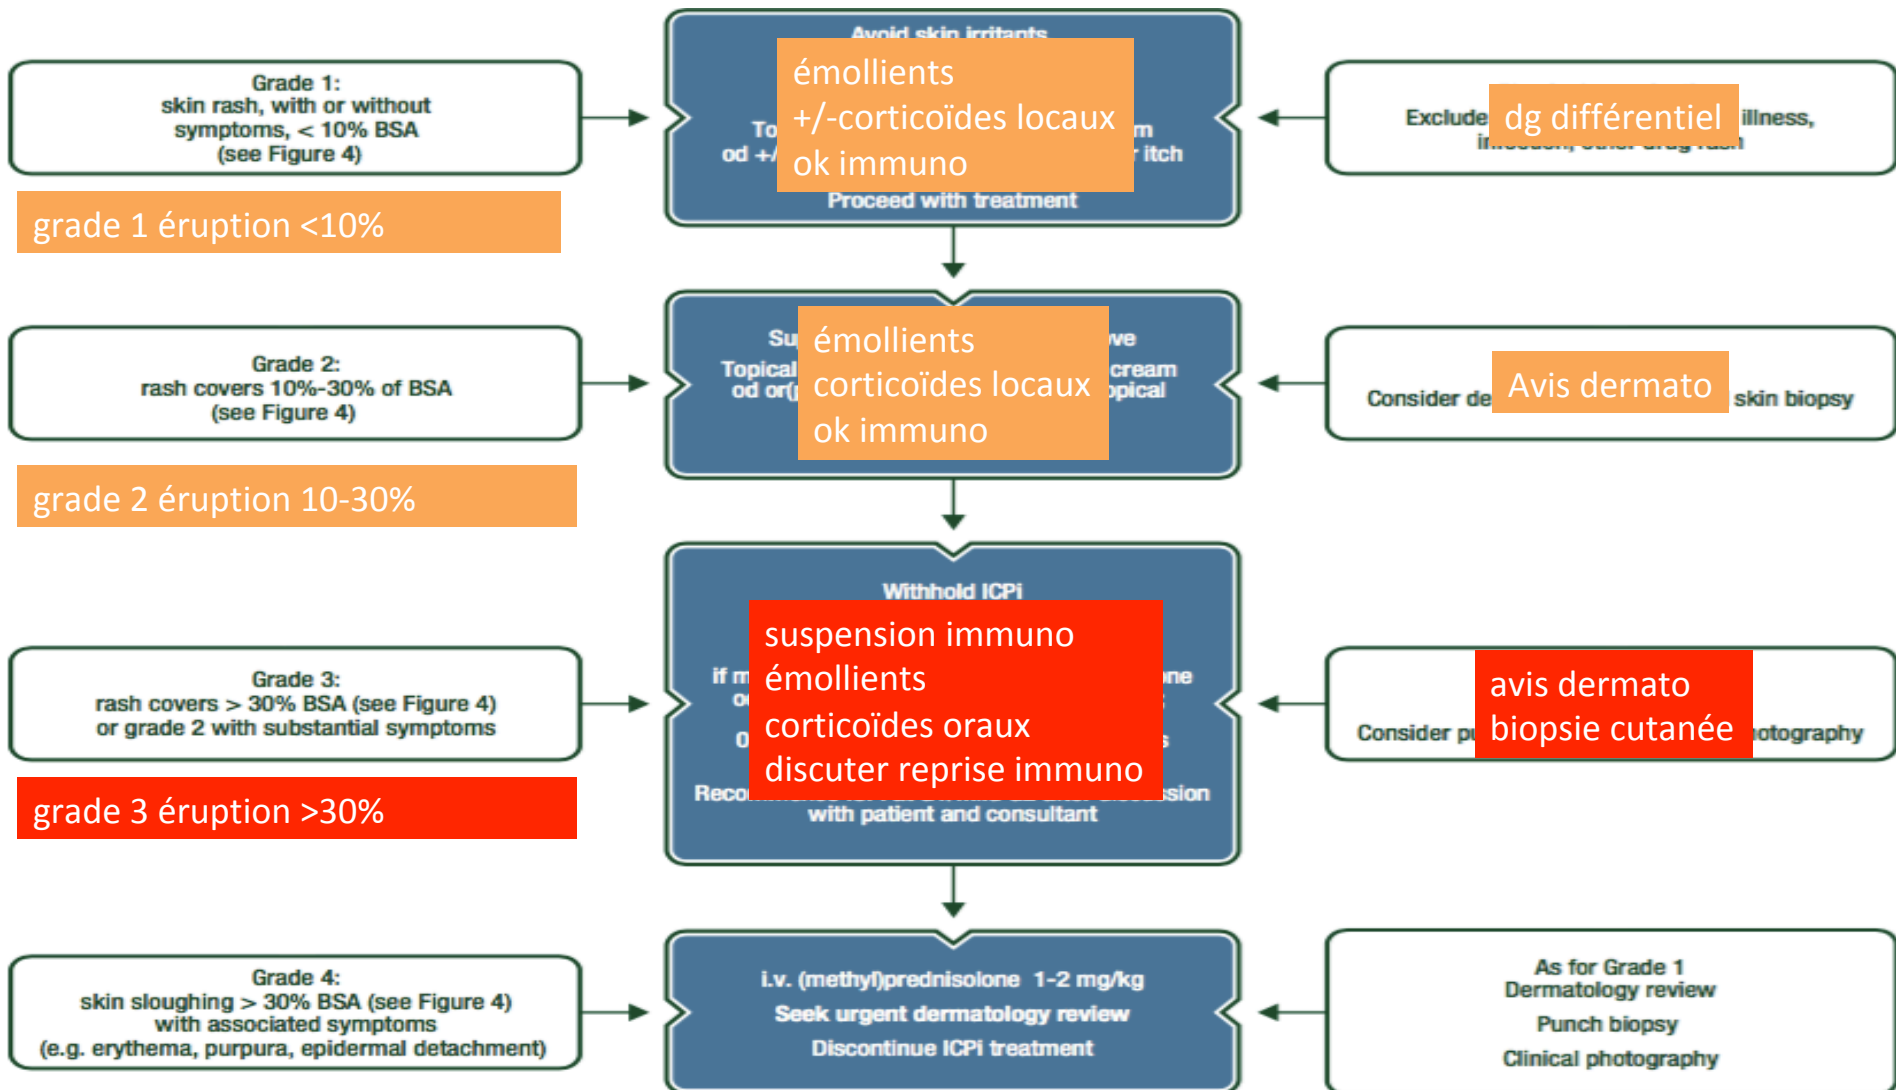 Grade 1:
skin rash, with or without
symptoms, < 10% BSA
(see Figure 4)
grade 1 éruption <10%
Avoid skin irritants
émollients
+/-corticoïdes locaux
ok immuno
od +/
itch
Proceed with treatment
Exclude
illness,
dg différentiel
Grade 2:
rash covers 10%-30% of BSA
(see Figure 4)
grade 2 éruption 10-30%
émollients
corticoïdes locaux
ok immuno
Topical
cream
od or
Consider
skin biopsy
Avis dermato
Grade 3:
rash covers > 30% BSA (see Figure 4)
or grade 2 with substantial symptoms
grade 3 éruption >30%
Withhold ICPi
suspension immuno
émollients
corticoïdes oraux
discuter reprise immuno
if
with patient and consultant
avis dermato
biopsie cutanée
Consider
Grade 4:
skin sloughing > 30% BSA (see Figure 4)
with associated symptoms
(e.g. erythema, purpura, epidermal detachment)
i.v. (methyl)prednisolone 1-2 mg/kg
Seek urgent dermatology review
Discontinue ICPi treatment
As for Grade 1
Dermatology review
Punch biopsy
Clinical photography